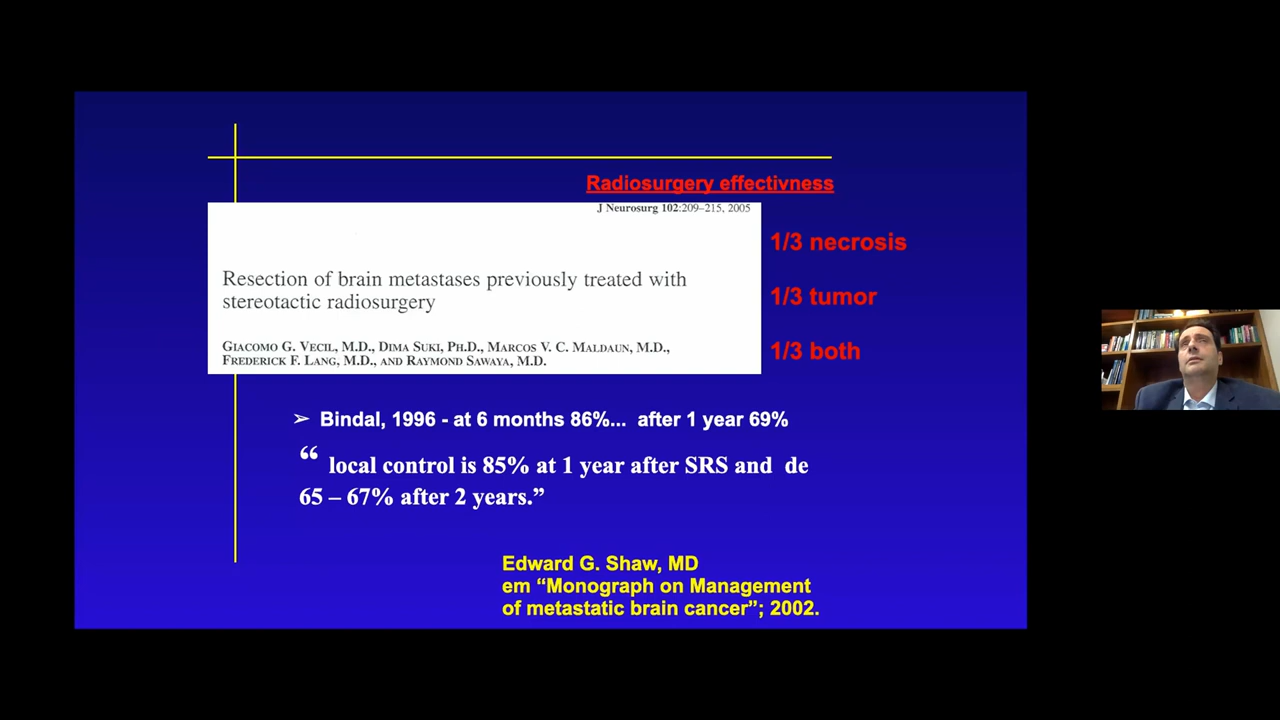 Radiosurgery effectivness
J Neurosurg 102:209–215, 2005
1/3 necrosis
Resection of brain metastases previously treated with
stereotactic radiosurgery
1/3 tumor
GIACOMO G. VECIL, M.D., DIMA SUKI, PH.D., MARCOS V. C. MALDAUN, M.D.,
FREDERICK F. LANG, M.D., AND RAYMOND SAWAYA, M.D.
1/3 both
➢ Bindal, 1996 - at 6 months 86%... after 1 year 69%
“ local control is 85% at 1 year after SRS and de
65 – 67% after 2 years.”
Edward G. Shaw, MD
em “Monograph on Management
of metastatic brain cancer”; 2002.